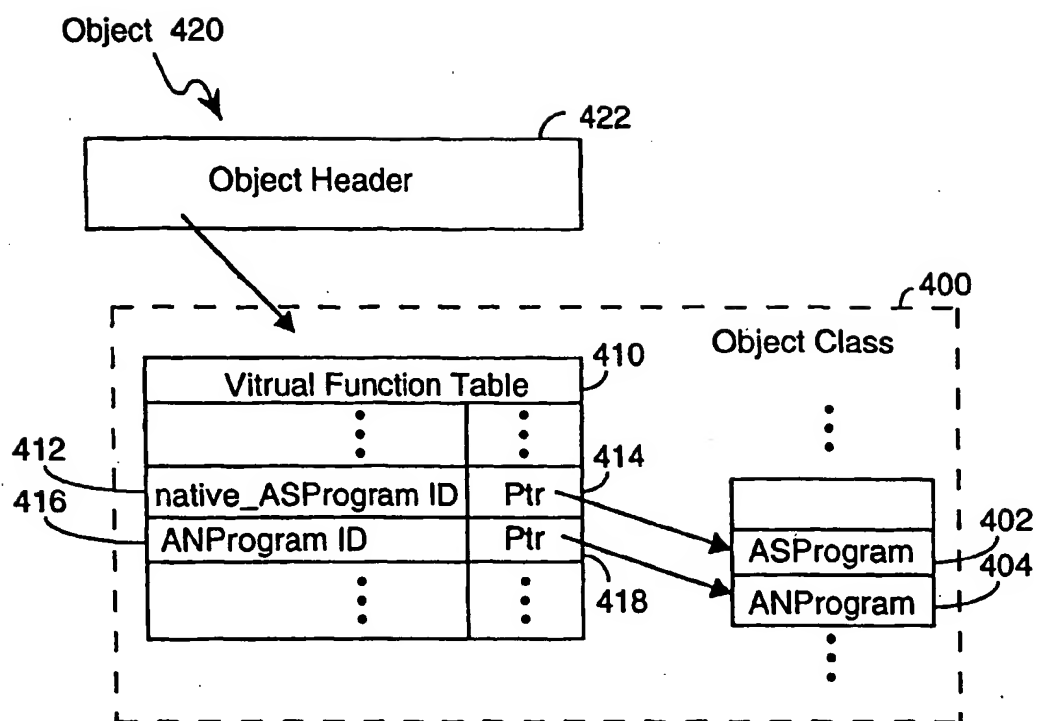 Object 420
422
Object Header
400
Object Class
410
Vitrual Function Table
412
414
native_ASProgram ID Ptr
416
ANProgram ID Ptr
418
402
ASProgram
404
ANProgram